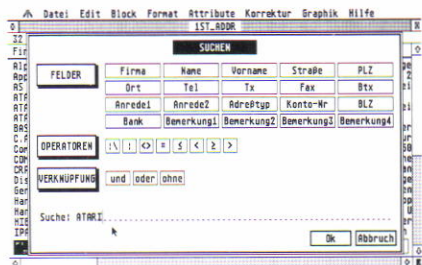 Datei Edit Block Format Attribute Korrektur Graphik Hilfe
1ST_ADDR
SUCHEN
FELDER
Firma Name Vorname Straße PLZ
Ort Tel Tx Fax Btx
Anrede1 Anrede2 Adreßtyp Konto-Nr BLZ
Bank Bemerkung1 Bemerkung2 Bemerkung3 Bemerkung4
OPERATOREN
:\ : <> = ≤ < ≥ >
VERKNÜPFUNG
und oder ohne
Suche: ATARI
Ok Abbruch